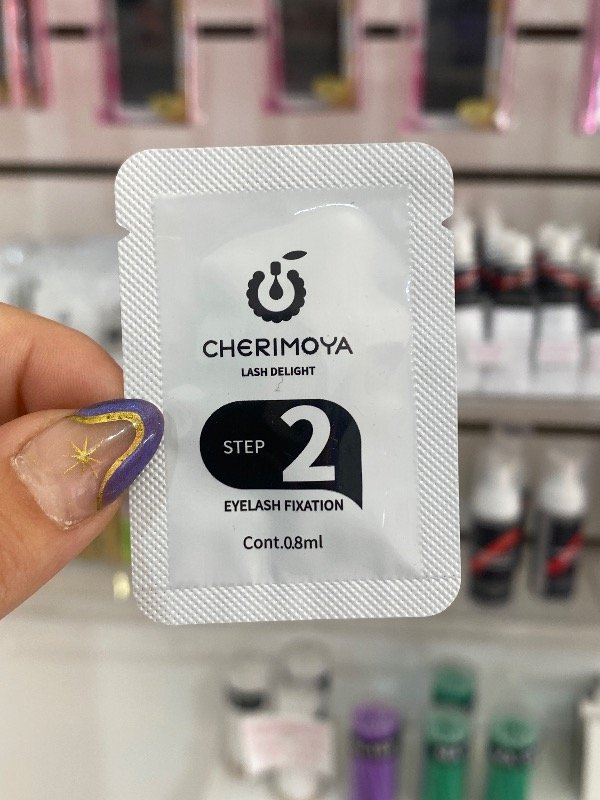 CHERIMOYA
LASH DELIGHT
STEP 2
EYELASH FIXATION
Cont.0.8ml